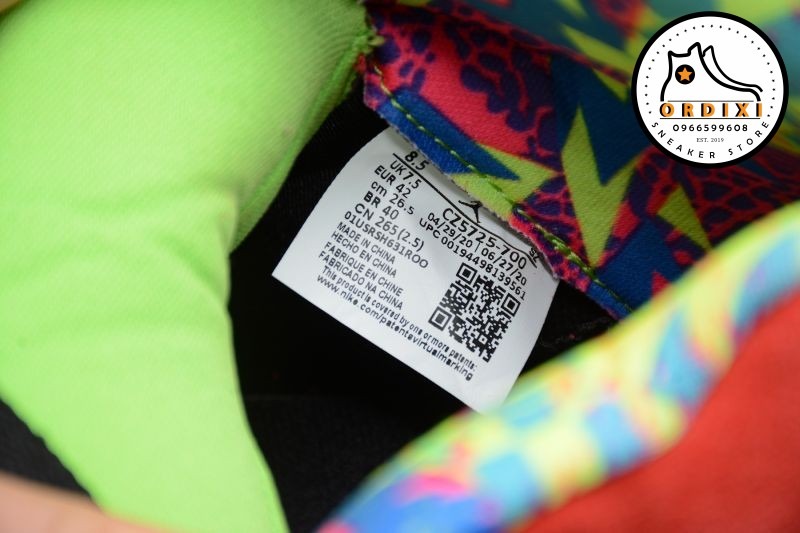 8.5
UK 7.5
EUR 42
cm 26.5
BR 40
CN 265(2.5)
01USRSH631ROO
MADE IN CHINA
HECHO EN CHINA
FABRIQUE EN CHINE
FABRICADO NA CHINA
This product is covered by one or more patents:
www.nike.com/patentsvirtualmarking
CZ5725-700
04/29/20 06/27/20
UPC 00194498139561
ORDIXI
0966599608
EST. 2019
SNEAKER STORE